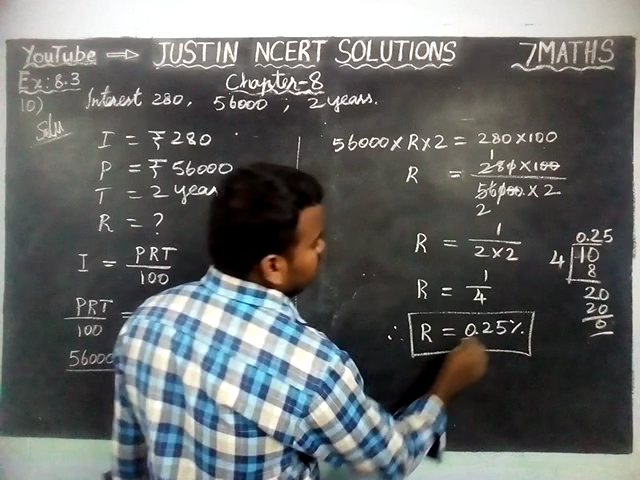 YouTube → JUSTIN NCERT SOLUTIONS 7MATHS
Ex: 8.3 Chapter-8
10) Interest 280, 56000 ; 2 years.
Soln
I = ₹ 280
P = ₹ 56000
T = 2 years
R = ?
I = PRT/100
PRT/100 =
56000
56000 × R × 2 = 280 × 100
1
R = 280 × 100 / 56000 × 2
2
R = 1 / 2×2
R = 1/4
∴ R = 0.25%
0.25
4 10
8
20
20
0